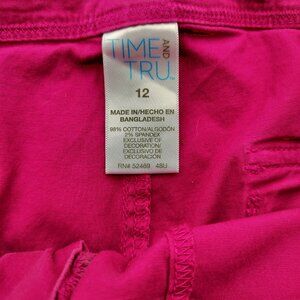 TIME AND
TRU™
12
MADE IN/HECHO EN
BANGLADESH
98% COTTON/ALGODÓN
2% SPANDEX
EXCLUSIVE OF
DECORATION/
EXCLUSIVO DE
DECORACIÓN
RN# 52469 48U